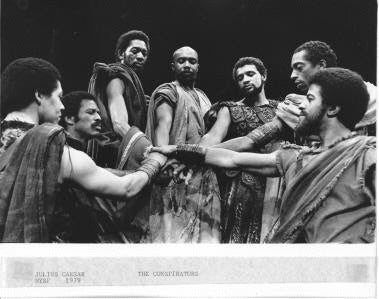 JULIUS CAESAR THE CONSPIRATORS
NYSF 1979